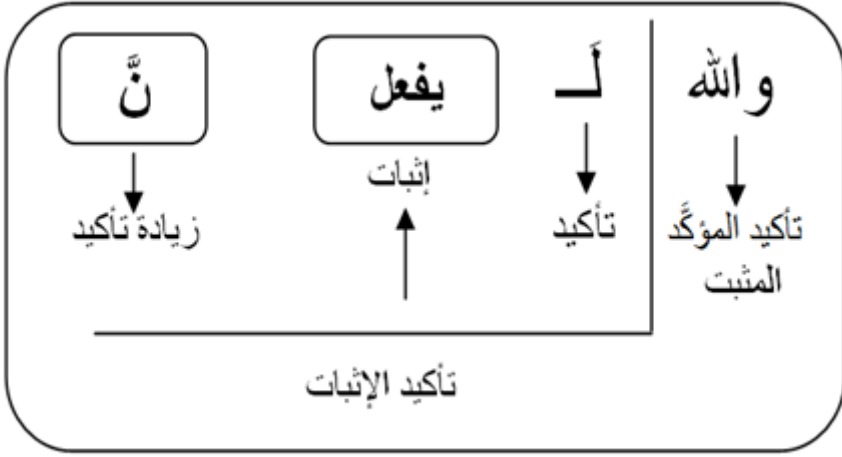 والله لَـ يفعل نَّ
إثبات
تأكيد المؤكَّد تأكيد زيادة تأكيد
المثبت
تأكيد الإثبات